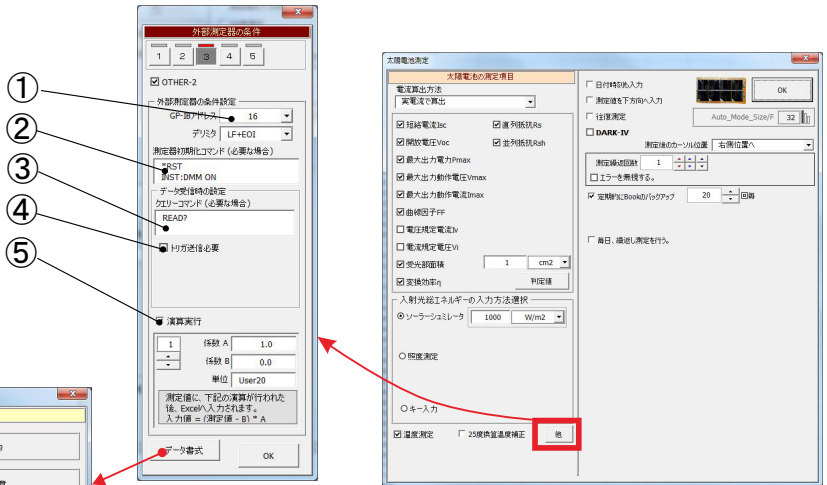 外部測定器の条件
1 2 3 4 5
OTHER-2
外部測定器の条件設定
① GP-IBアドレス 16
デリミタ LF+EOI
測定器初期化コマンド (必要な場合)
② *RST
INST:DMM ON
データ受信時の設定
クエリーコマンド (必要な場合)
③ READ?
④ トリガ送信必要
⑤ 演算実行
1 係数 A 1.0
係数 B 0.0
単位 User20
測定値に、下記の演算が行われた
後、Excelへ入力されます。
入力値 = (測定値 - B) * A
データ書式 OK
太陽電池測定
太陽電池の測定項目
電流算出方法
実電流で算出
短絡電流Isc 直列抵抗Rs
開放電圧Voc 並列抵抗Rsh
最大出力電力Pmax
最大出力動作電圧Vmax
最大出力動作電流Imax
曲線因子FF
電圧規定電流Iv
電流規定電圧Vi
受光部面積 1 cm2
変換効率η 判定値
入射光総エネルギーの入力方法選択
ソーラーシュミレータ 1000 W/m2
照度測定
キー入力
温度測定 25度換算温度補正 他
日付時刻も入力 OK
測定値を下方向へ入力
往復測定 Auto_Mode_Size/F 32
DARK-IV
測定後のカーソル位置 右側位置へ
測定繰返回数 1
エラーを無視する。
定期的にBookのバックアップ 20 回毎
毎日、繰返し測定を行う。